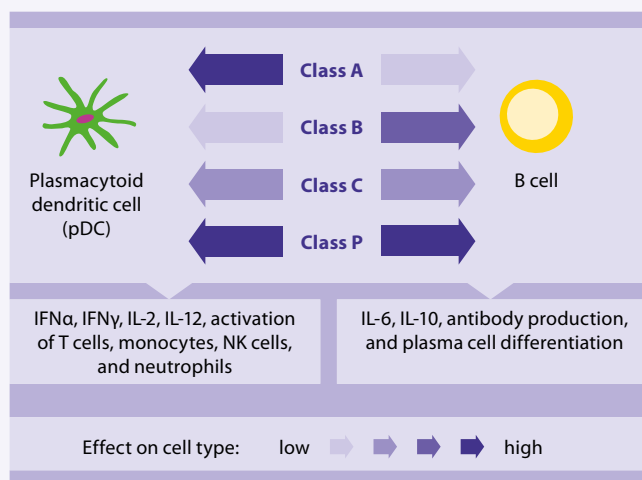 Class A
Class B
Plasmacytoid
dendritic cell
(pDC)
B cell
Class C
Class P
IFNα, IFNγ, IL-2, IL-12, activation
of T cells, monocytes, NK cells,
and neutrophils
IL-6, IL-10, antibody production,
and plasma cell differentiation
Effect on cell type: low high